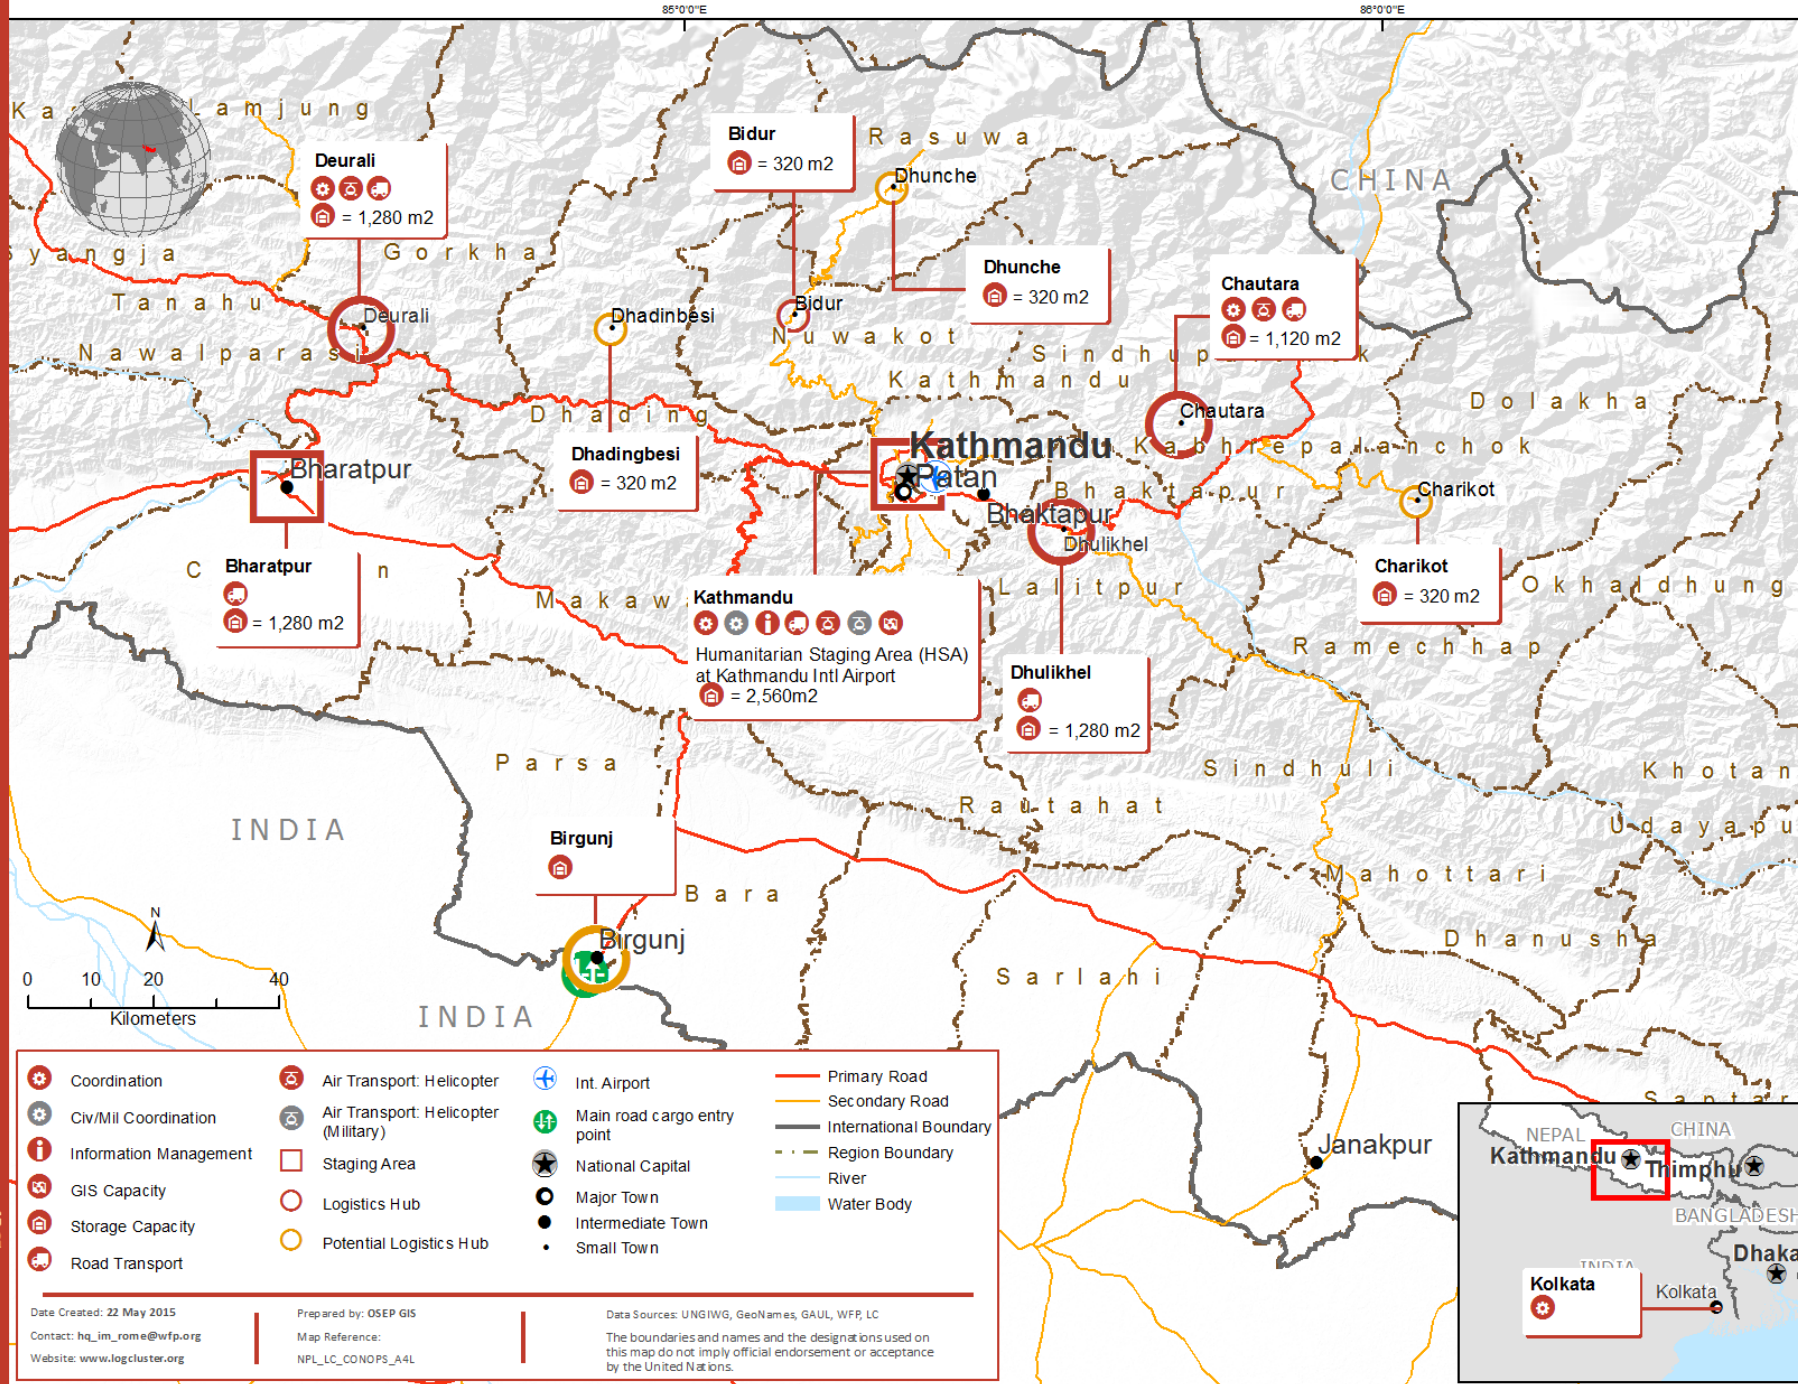 85°0'0"E
86°0'0"E
Lamjung
Rasuwa
CHINA
Syangja
Gorkha
Tanahu
Nawalparasi
Nuwakot
Kathmandu
Dolakha
Dhading
Kabhrepalanchok
Bhaktapur
Lalitpur
Okhaldhung
Ramechhap
Parsa
Sindhuli
Khotan
Rautahat
Udayapu
INDIA
Bara
Mahottari
Dhanusha
Sarlahi
INDIA
Saptar
Deurali
= 1,280 m2
Deurali
Bidur
= 320 m2
Bidur
Dhunche
Dhunche
= 320 m2
Chautara
= 1,120 m2
Chautara
Dhadinbesi
Dhadingbesi
= 320 m2
Kathmandu
Patan
Bhaktapur
Dhulikhel
Charikot
Charikot
= 320 m2
Bharatpur
Bharatpur
= 1,280 m2
Kathmandu
Humanitarian Staging Area (HSA)
at Kathmandu Intl Airport
= 2,560m2
Dhulikhel
= 1,280 m2
Birgunj
Birgunj
Janakpur
N
0 10 20 40
Kilometers
Coordination
Civ/Mil Coordination
Information Management
GIS Capacity
Storage Capacity
Road Transport
Air Transport: Helicopter
Air Transport: Helicopter
(Military)
Staging Area
Logistics Hub
Potential Logistics Hub
Int. Airport
Main road cargo entry
point
National Capital
Major Town
Intermediate Town
Small Town
Primary Road
Secondary Road
International Boundary
Region Boundary
River
Water Body
Date Created: 22 May 2015
Contact: hq_im_rome@wfp.org
Website: www.logcluster.org
Prepared by: OSEP GIS
Map Reference:
NPL_LC_CONOPS_A4L
Data Sources: UNGIWG, GeoNames, GAUL, WFP, LC
The boundaries and names and the designations used on
this map do not imply official endorsement or acceptance
by the United Nations.
NEPAL
CHINA
Kathmandu
Thimphu
BANGLADESH
Dhaka
INDIA
Kolkata
Kolkata